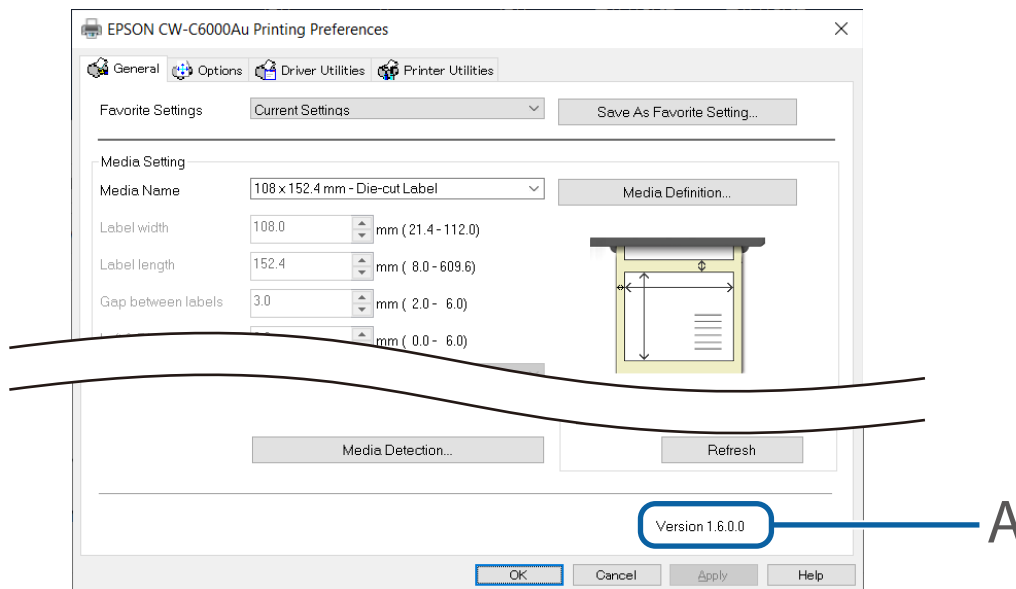 EPSON CW-C6000Au Printing Preferences
General Options Driver Utilities Printer Utilities
Favorite Settings Current Settings Save As Favorite Setting...
Media Setting
Media Name 108 x 152.4 mm - Die-cut Label Media Definition...
Label width 108.0 mm ( 21.4 - 112.0)
Label length 152.4 mm ( 8.0 - 609.6)
Gap between labels 3.0 mm ( 2.0 - 6.0)
mm ( 0.0 - 6.0)
Media Detection... Refresh
Version 1.6.0.0 A
OK Cancel Apply Help